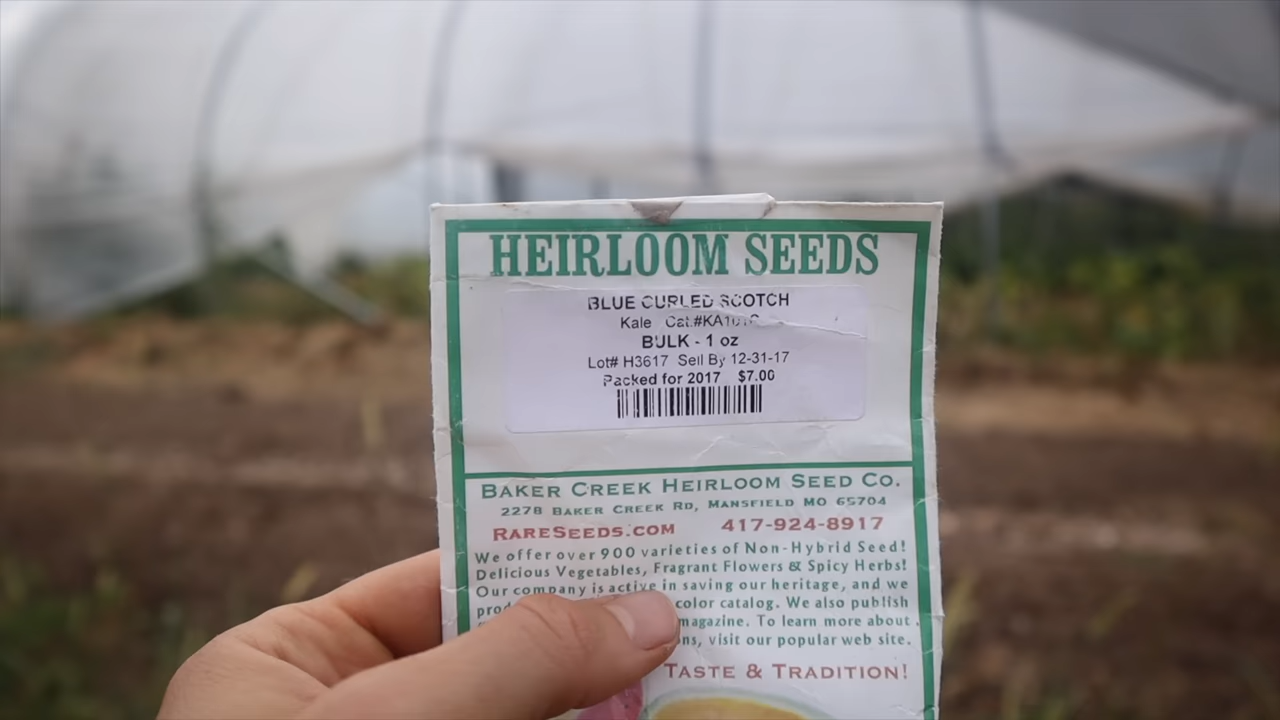 HEIRLOOM SEEDS
BLUE CURLED SCOTCH
Kale Cat.#KA101
BULK - 1 oz
Lot# H3617 Sell By 12-31-17
Packed for 2017 $7.00
BAKER CREEK HEIRLOOM SEED CO.
2278 BAKER CREEK RD, MANSFIELD MO 65704
RARESEEDS.COM 417-924-8917
We offer over 900 varieties of Non-Hybrid Seed!
Delicious Vegetables, Fragrant Flowers & Spicy Herbs!
Our company is active in saving our heritage, and we
color catalog. We also publish
magazine. To learn more about
visit our popular web site.
TASTE & TRADITION!